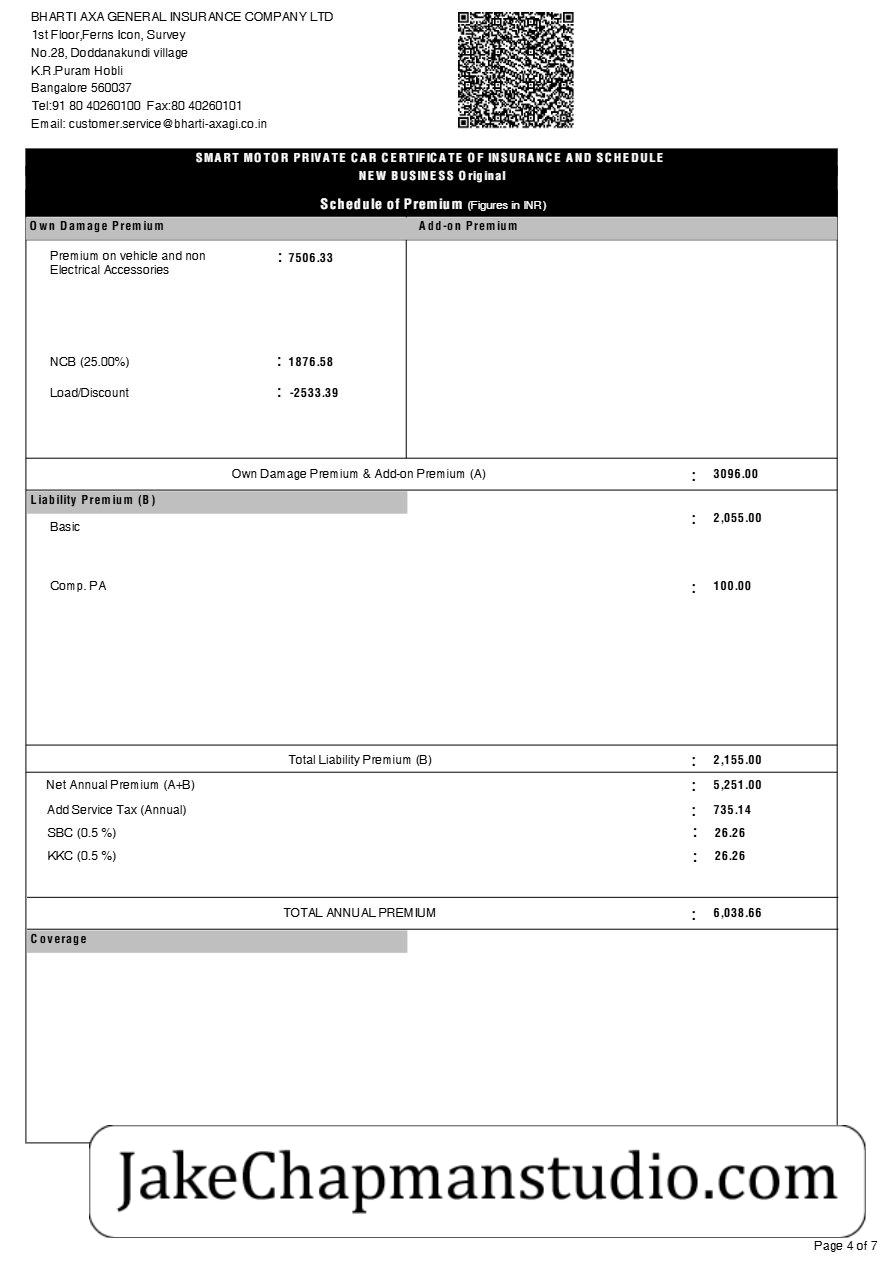 BHARTI AXA GENERAL INSURANCE COMPANY LTD
1st Floor,Ferns Icon, Survey
No.28, Doddanakundi village
K.R.Puram Hobli
Bangalore 560037
Tel:91 80 40260100 Fax:80 40260101
Email: customer.service@bharti-axagi.co.in
SMART MOTOR PRIVATE CAR CERTIFICATE OF INSURANCE AND SCHEDULE
NEW BUSINESS Original
Schedule of Premium (Figures in INR)
Own Damage Premium Add-on Premium
Premium on vehicle and non : 7506.33
Electrical Accessories
NCB (25.00%) : 1876.58
Load/Discount : -2533.39
Own Damage Premium & Add-on Premium (A) : 3096.00
Liability Premium (B)
Basic : 2,055.00
Comp. PA : 100.00
Total Liability Premium (B) : 2,155.00
Net Annual Premium (A+B) : 5,251.00
Add Service Tax (Annual) : 735.14
SBC (0.5 %) : 26.26
KKC (0.5 %) : 26.26
TOTAL ANNUAL PREMIUM : 6,038.66
Coverage
JakeChapmanstudio.com
Page 4 of 7